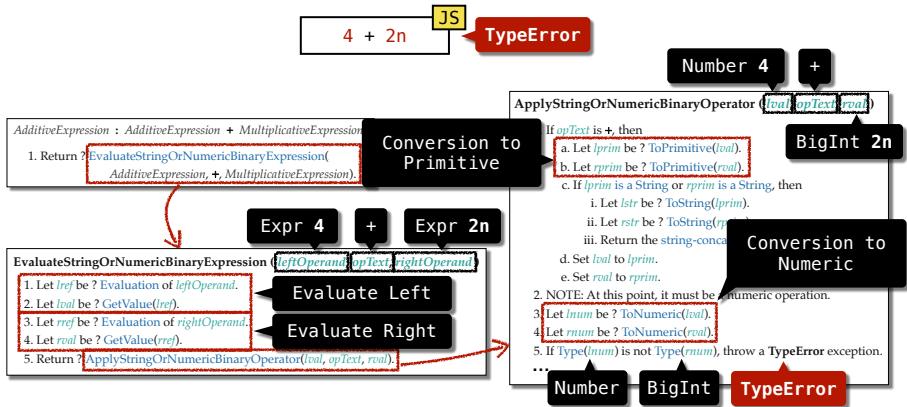 JS
4 + 2n
TypeError
AdditiveExpression : AdditiveExpression + MultiplicativeExpression
1. Return ? EvaluateStringOrNumericBinaryExpression(
AdditiveExpression, +, MultiplicativeExpression).
Conversion to
Primitive
Expr 4
+
Expr 2n
EvaluateStringOrNumericBinaryExpression (leftOperand, opText, rightOperand)
1. Let lref be ? Evaluation of leftOperand.
2. Let lval be ? GetValue(lref).
3. Let rref be ? Evaluation of rightOperand.
4. Let rval be ? GetValue(rref).
5. Return ? ApplyStringOrNumericBinaryOperator(lval, opText, rval).
Evaluate Left
Evaluate Right
Number 4
+
BigInt 2n
ApplyStringOrNumericBinaryOperator (lval, opText, rval)
If opText is +, then
a. Let lprim be ? ToPrimitive(lval).
b. Let rprim be ? ToPrimitive(rval).
c. If lprim is a String or rprim is a String, then
i. Let lstr be ? ToString(lprim).
ii. Let rstr be ? ToString(
iii. Return the
d. Set lval to lprim.
e. Set rval to rprim.
Conversion to
Numeric
2. NOTE: At this point, it must be a numeric operation.
3. Let lnum be ? ToNumeric(lval).
4. Let rnum be ? ToNumeric(rval).
5. If Type(lnum) is not Type(rnum), throw a TypeError exception.
...
Number
BigInt
TypeError